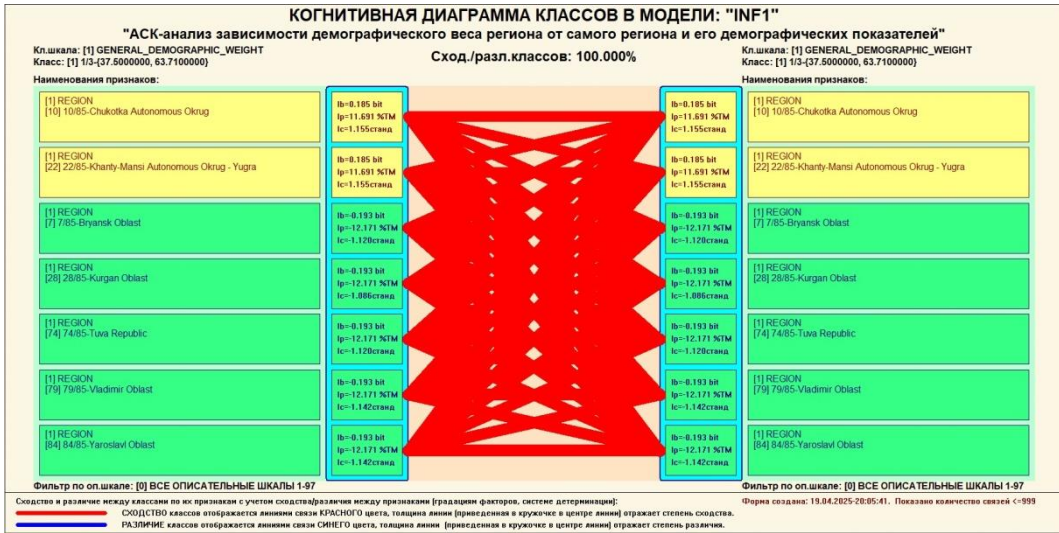 КОГНИТИВНАЯ ДИАГРАММА КЛАССОВ В МОДЕЛИ: "INF1"
"АСК-анализ зависимости демографического веса региона от самого региона и его демографических показателей"
Кл.шкала: [1] GENERAL_DEMOGRAPHIC_WEIGHT
Класс: [1] 1/3-{37.5000000, 63.7100000}
Сход./разл.классов: 100.000%
Кл.шкала: [1] GENERAL_DEMOGRAPHIC_WEIGHT
Класс: [1] 1/3-{37.5000000, 63.7100000}
Наименования признаков:
Наименования признаков:
[1] REGION
[10] 10/85-Chukotka Autonomous Okrug
Ib=0.185 bit
Ip=11.691 %ТМ
Ic=1.155станд
Ib=0.185 bit
Ip=11.691 %ТМ
Ic=1.155станд
[1] REGION
[10] 10/85-Chukotka Autonomous Okrug
[1] REGION
[22] 22/85-Khanty-Mansi Autonomous Okrug - Yugra
Ib=0.185 bit
Ip=11.691 %ТМ
Ic=1.155станд
Ib=0.185 bit
Ip=11.691 %ТМ
Ic=1.155станд
[1] REGION
[22] 22/85-Khanty-Mansi Autonomous Okrug - Yugra
[1] REGION
[7] 7/85-Bryansk Oblast
Ib=-0.193 bit
Ip=-12.171 %ТМ
Ic=-1.120станд
Ib=-0.193 bit
Ip=-12.171 %ТМ
Ic=-1.120станд
[1] REGION
[7] 7/85-Bryansk Oblast
[1] REGION
[28] 28/85-Kurgan Oblast
Ib=-0.193 bit
Ip=-12.171 %ТМ
Ic=-1.086станд
Ib=-0.193 bit
Ip=-12.171 %ТМ
Ic=-1.086станд
[1] REGION
[28] 28/85-Kurgan Oblast
[1] REGION
[74] 74/85-Tuva Republic
Ib=-0.193 bit
Ip=-12.171 %ТМ
Ic=-1.120станд
Ib=-0.193 bit
Ip=-12.171 %ТМ
Ic=-1.120станд
[1] REGION
[74] 74/85-Tuva Republic
[1] REGION
[79] 79/85-Vladimir Oblast
Ib=-0.193 bit
Ip=-12.171 %ТМ
Ic=-1.142станд
Ib=-0.193 bit
Ip=-12.171 %ТМ
Ic=-1.142станд
[1] REGION
[79] 79/85-Vladimir Oblast
[1] REGION
[84] 84/85-Yaroslavl Oblast
Ib=-0.193 bit
Ip=-12.171 %ТМ
Ic=-1.142станд
Ib=-0.193 bit
Ip=-12.171 %ТМ
Ic=-1.142станд
[1] REGION
[84] 84/85-Yaroslavl Oblast
Фильтр по оп.шкале: [0] ВСЕ ОПИСАТЕЛЬНЫЕ ШКАЛЫ 1-97
Фильтр по оп.шкале: [0] ВСЕ ОПИСАТЕЛЬНЫЕ ШКАЛЫ 1-97
Сходство и различие между классами по их признакам с учетом сходства/различия между признаками (градациям факторов, системе детерминации):
Форма создана: 19.04.2025-20:05:41. Показано количество связей <=999
СХОДСТВО классов отображается линиями связи КРАСНОГО цвета, толщина линии (приведенная в кружочке в центре линии) отражает степень сходства.
РАЗЛИЧИЕ классов отображается линиями связи СИНЕГО цвета, толщина линии (приведенная в кружочке в центре линии) отражает степень различия.